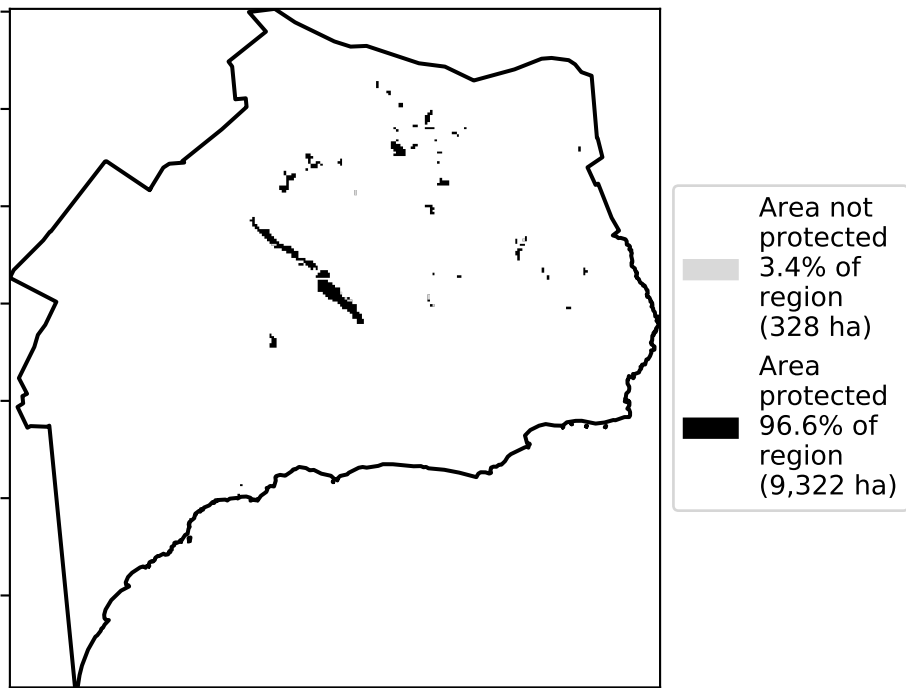 Area not
protected
3.4% of
region
(328 ha)
Area
protected
96.6% of
region
(9,322 ha)